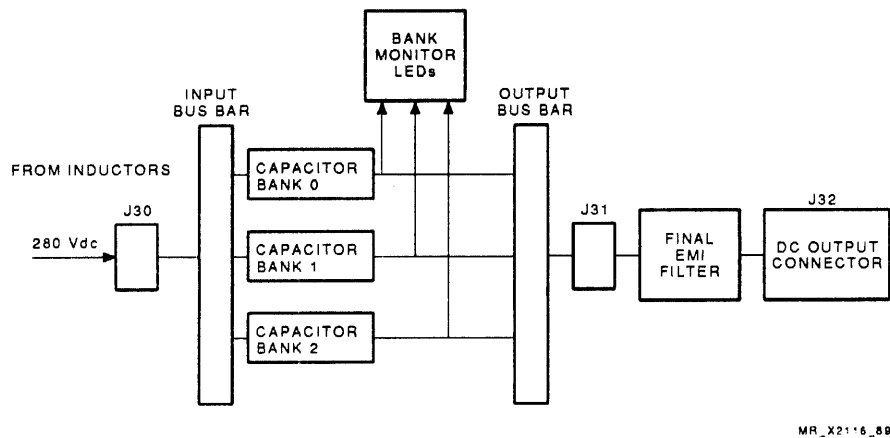 BANK
MONITOR
LEDs
INPUT
BUS BAR
OUTPUT
BUS BAR
FROM INDUCTORS
CAPACITOR
BANK 0
J30
280 Vdc
CAPACITOR
BANK 1
CAPACITOR
BANK 2
J31
FINAL
EMI
FILTER
J32
DC OUTPUT
CONNECTOR
MR_X2116_89